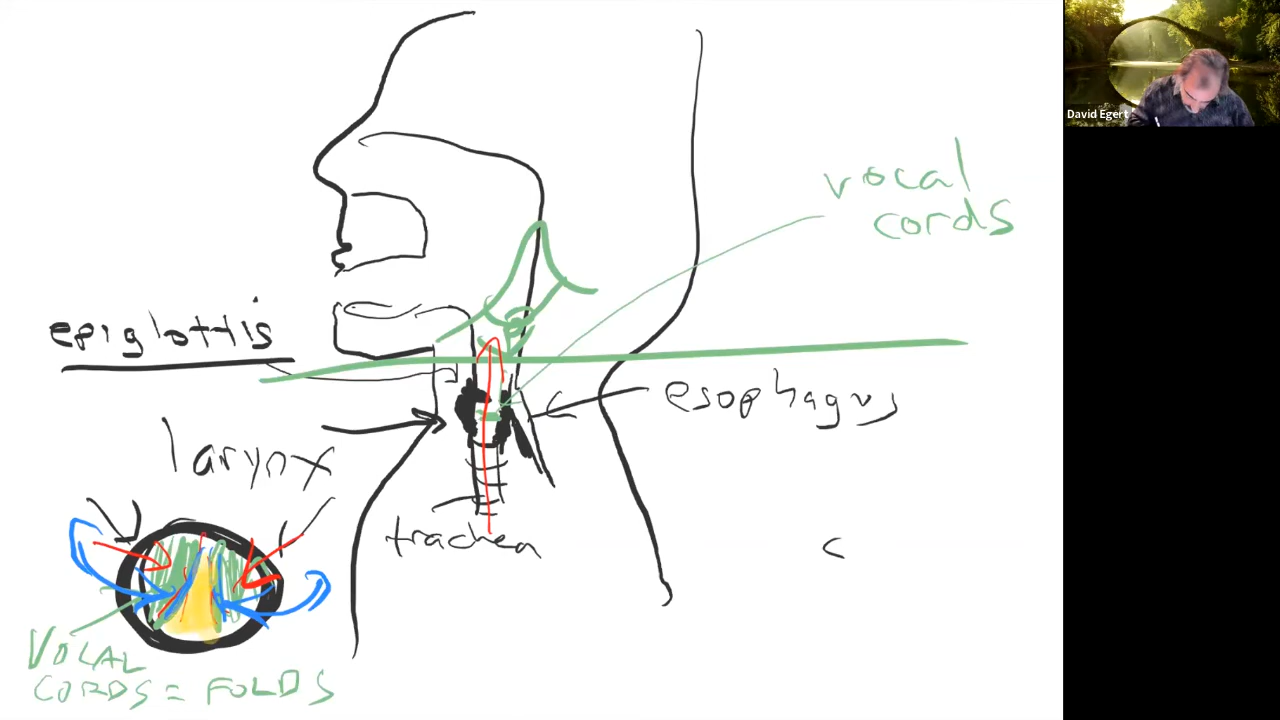 David Egert
vocal
cords
epiglottis
esophagus
larynx
trachea
c
VOCAL
CORDS = FOLDS